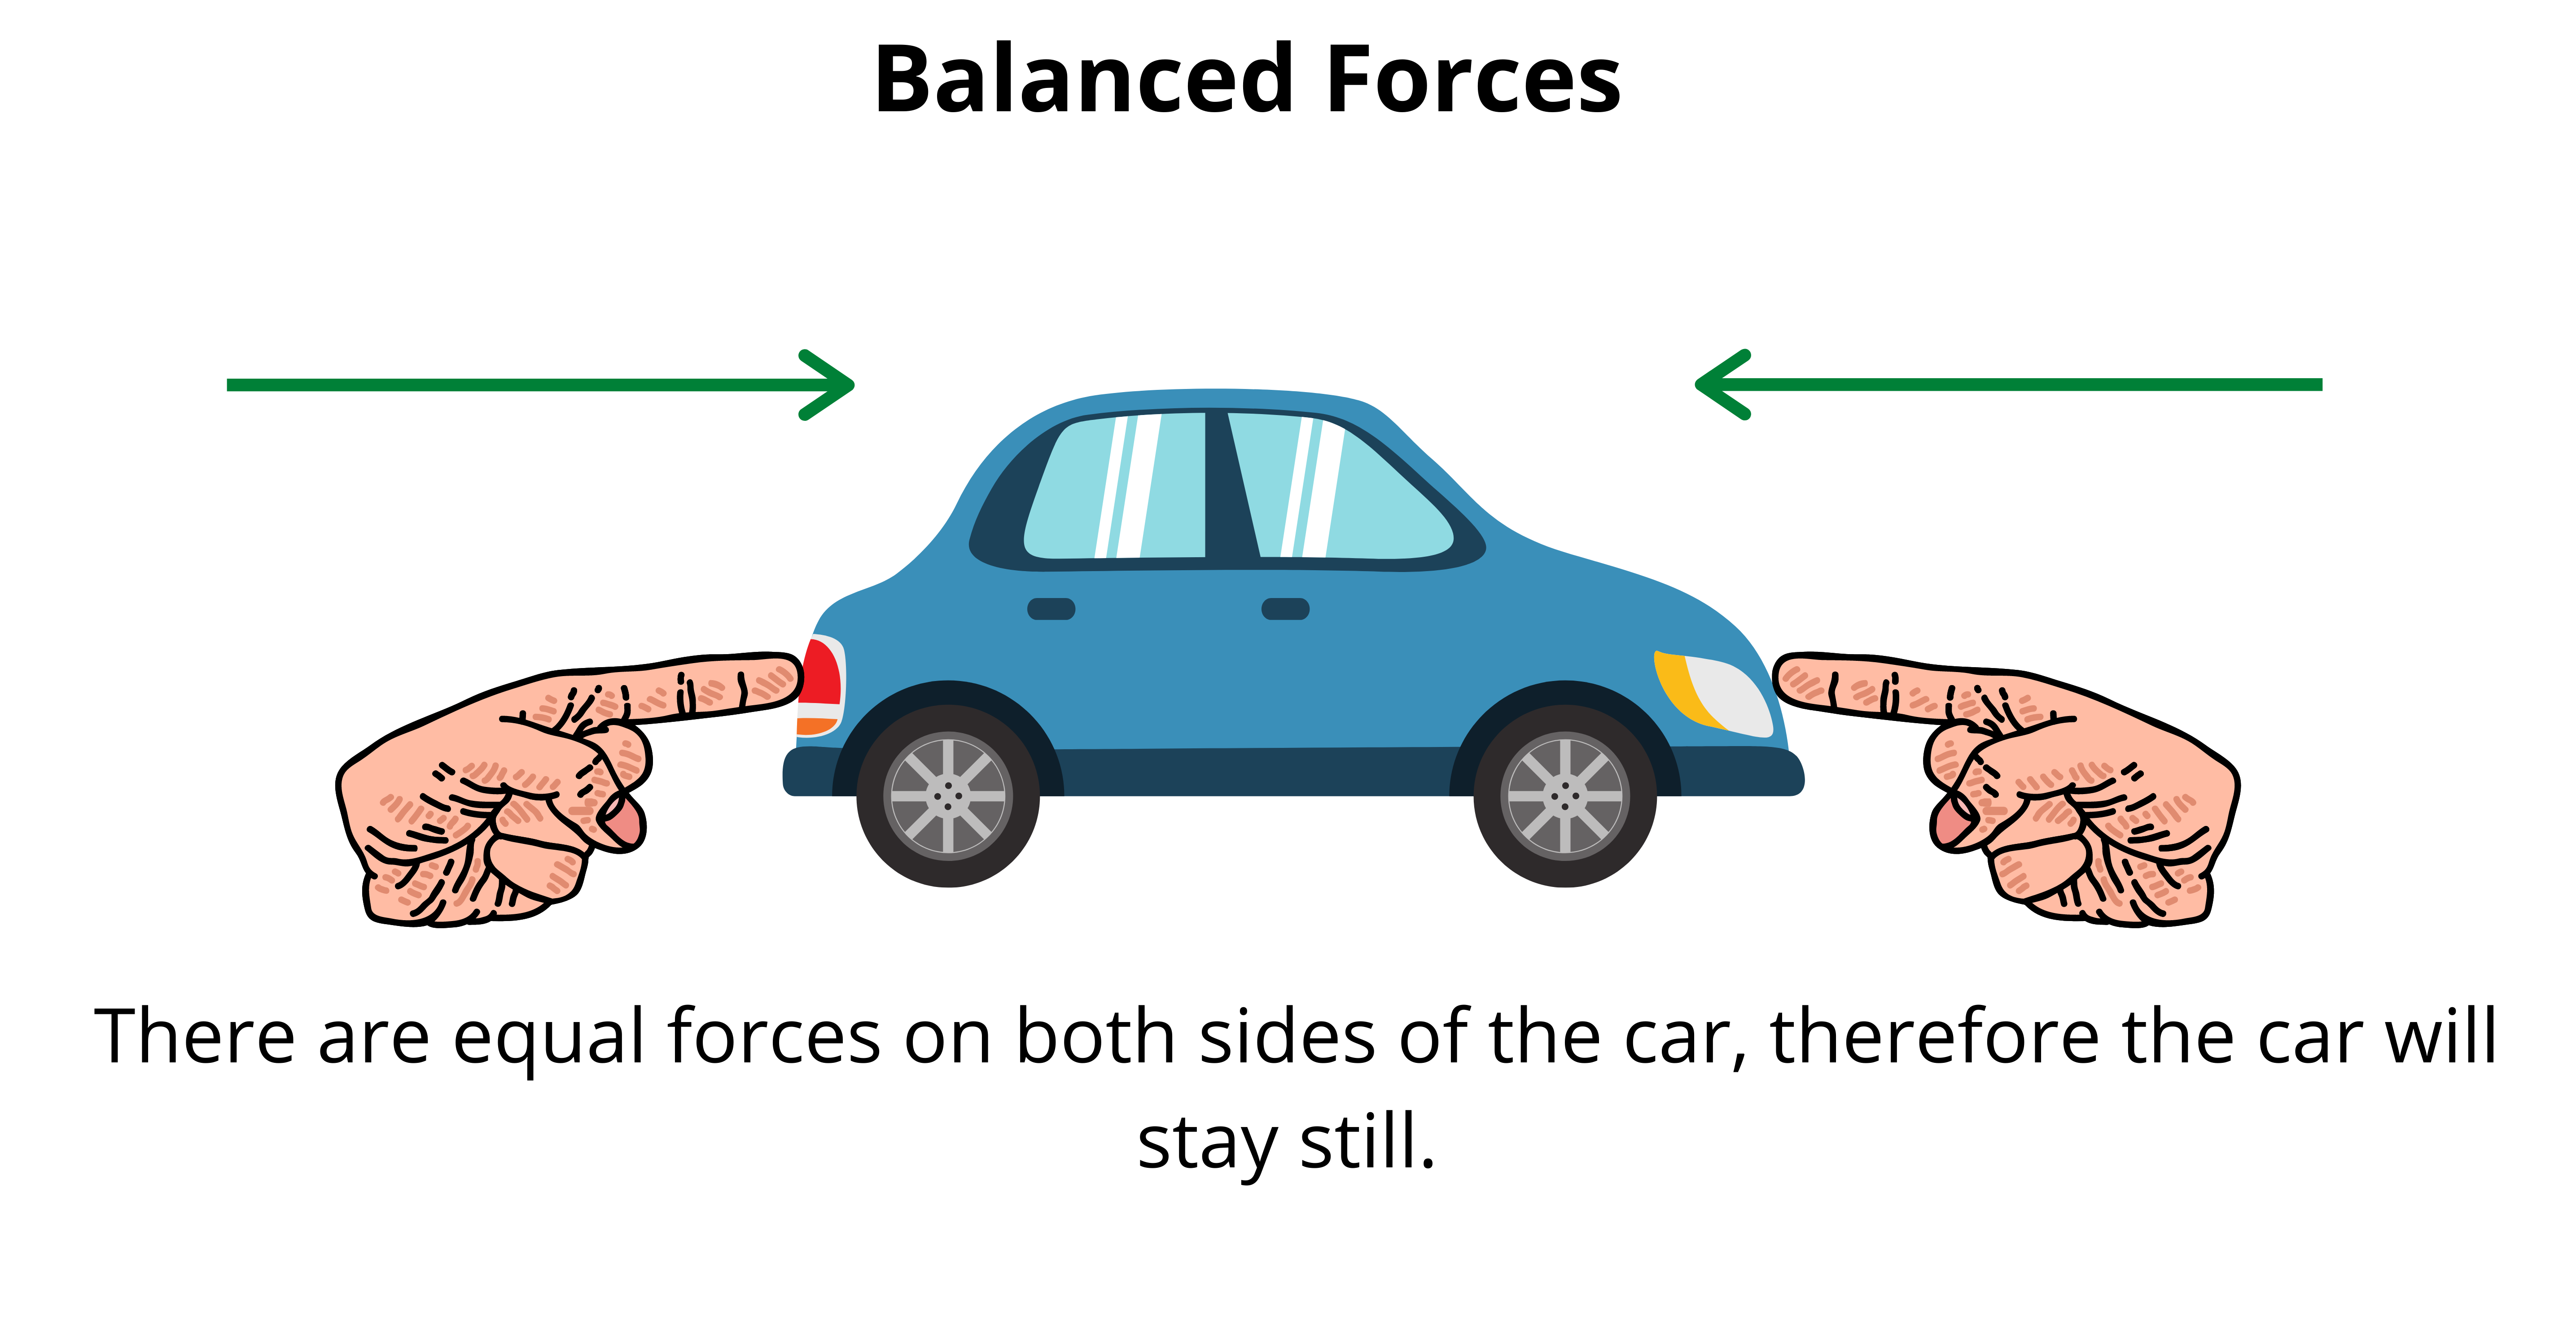 Balanced Forces
There are equal forces on both sides of the car, therefore the car will
stay still.